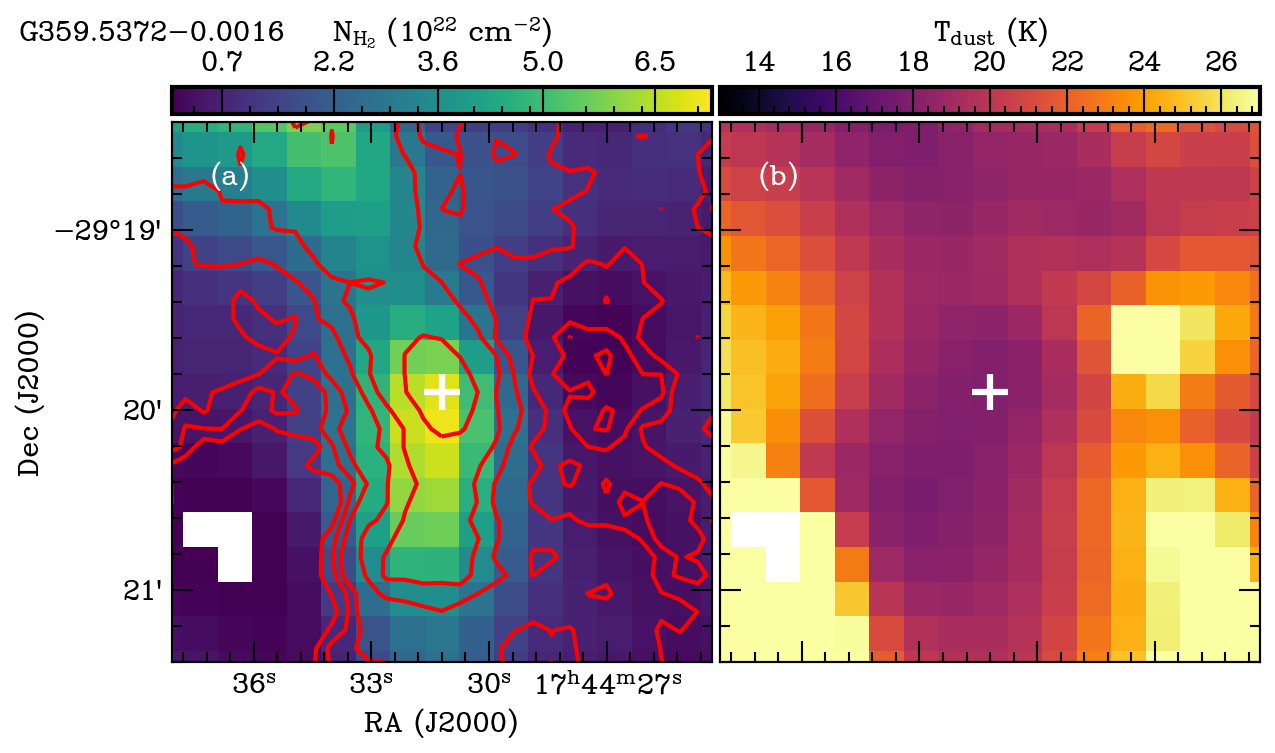 G359.5372−0.0016 N_H₂ (10²² cm⁻²) T_dust (K)
0.7 2.2 3.6 5.0 6.5 14 16 18 20 22 24 26
(a) (b)
−29°19'
20'
21'
Dec (J2000)
36ˢ 33ˢ 30ˢ 17ʰ44ᵐ27ˢ
RA (J2000)